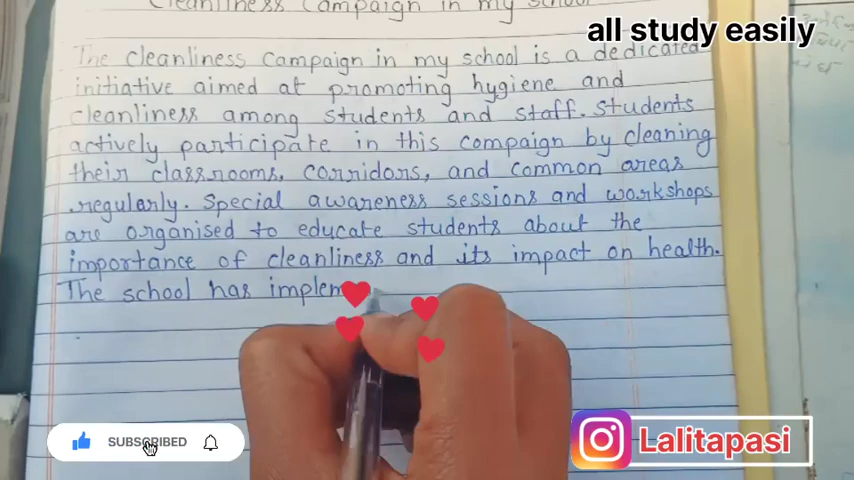 Cleanliness Campaign in my school
all study easily
The cleanliness campaign in my school is a dedicated
initiative aimed at promoting hygiene and
cleanliness among students and staff. Students
actively participate in this compaign by cleaning
their classrooms, corridors, and common areas
regularly. Special awareness sessions and workshops
are organised to educate students about the
importance of cleanliness and its impact on health.
The school has implem
SUBSCRIBED
Lalitapasi